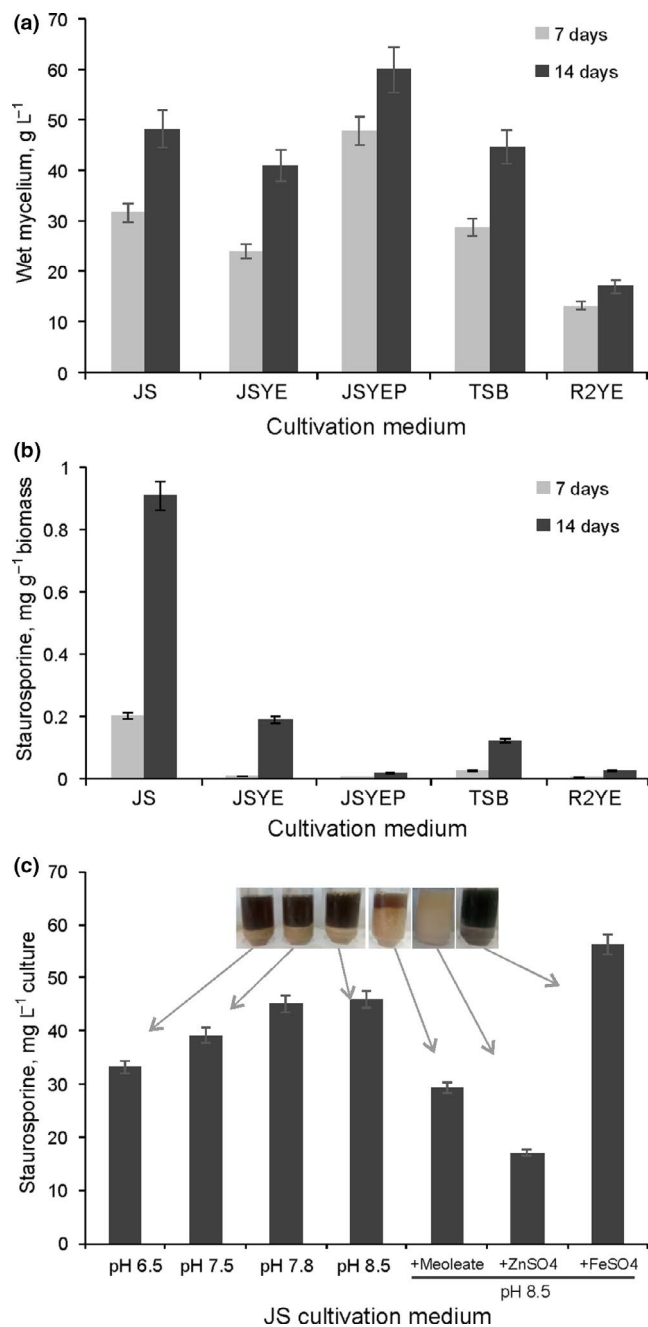 (a)
70
60
50
40
30
20
10
0
Wet mycelium, g L⁻¹
7 days
14 days
JS JSYE JSYEP TSB R2YE
Cultivation medium
(b)
1
0.8
0.6
0.4
0.2
0
Staurosporine, mg g⁻¹ biomass
7 days
14 days
JS JSYE JSYEP TSB R2YE
Cultivation medium
(c)
70
60
50
40
30
20
10
0
Staurosporine, mg L⁻¹ culture
pH 6.5 pH 7.5 pH 7.8 pH 8.5 +Meoleate +ZnSO4 +FeSO4
pH 8.5
JS cultivation medium